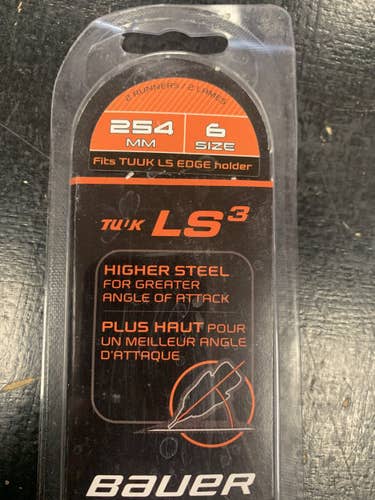 2 RUNNERS / 2 LAMES
254 6
MM SIZE
Fits TUUK LS EDGE holder
TUUK LS3
HIGHER STEEL
FOR GREATER
ANGLE OF ATTACK
PLUS HAUT POUR
UN MEILLEUR ANGLE
D'ATTAQUE
BAUER